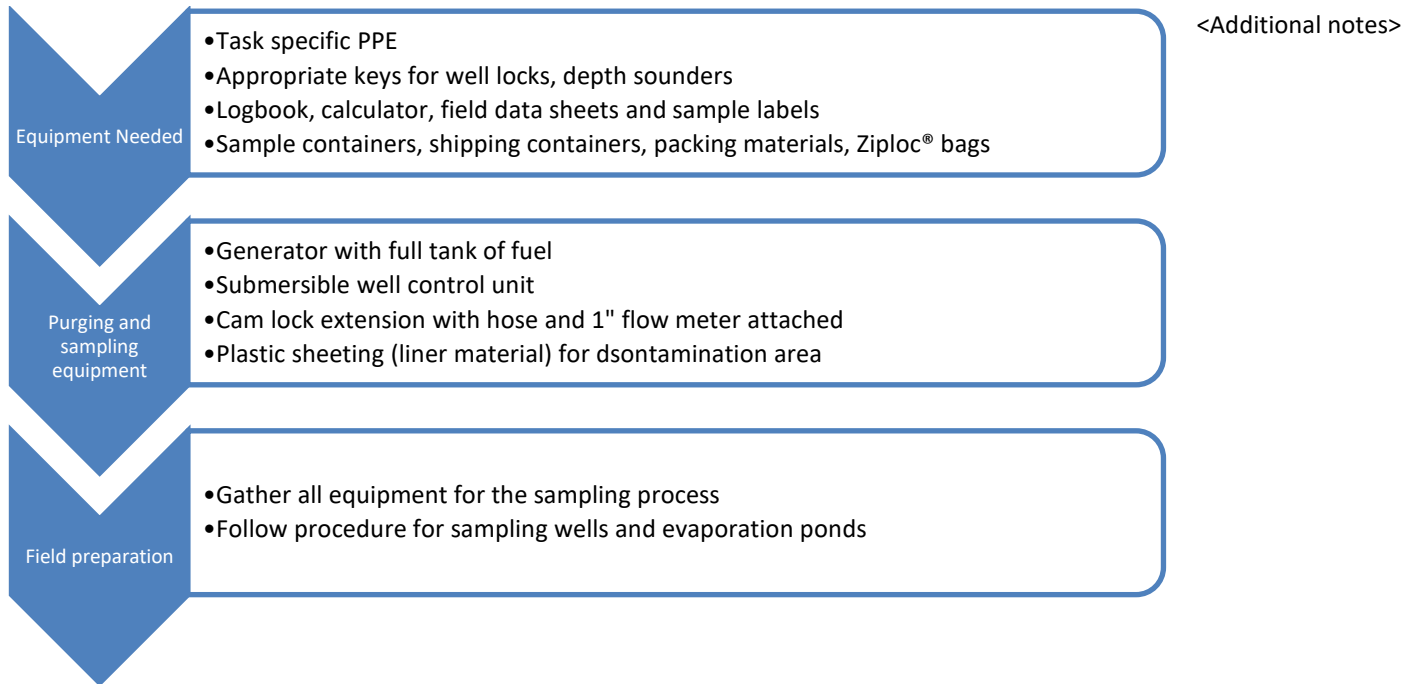 Equipment Needed
•Task specific PPE
•Appropriate keys for well locks, depth sounders
•Logbook, calculator, field data sheets and sample labels
•Sample containers, shipping containers, packing materials, Ziploc® bags
<Additional notes>
Purging and
sampling
equipment
•Generator with full tank of fuel
•Submersible well control unit
•Cam lock extension with hose and 1" flow meter attached
•Plastic sheeting (liner material) for dsontamination area
Field preparation
•Gather all equipment for the sampling process
•Follow procedure for sampling wells and evaporation ponds